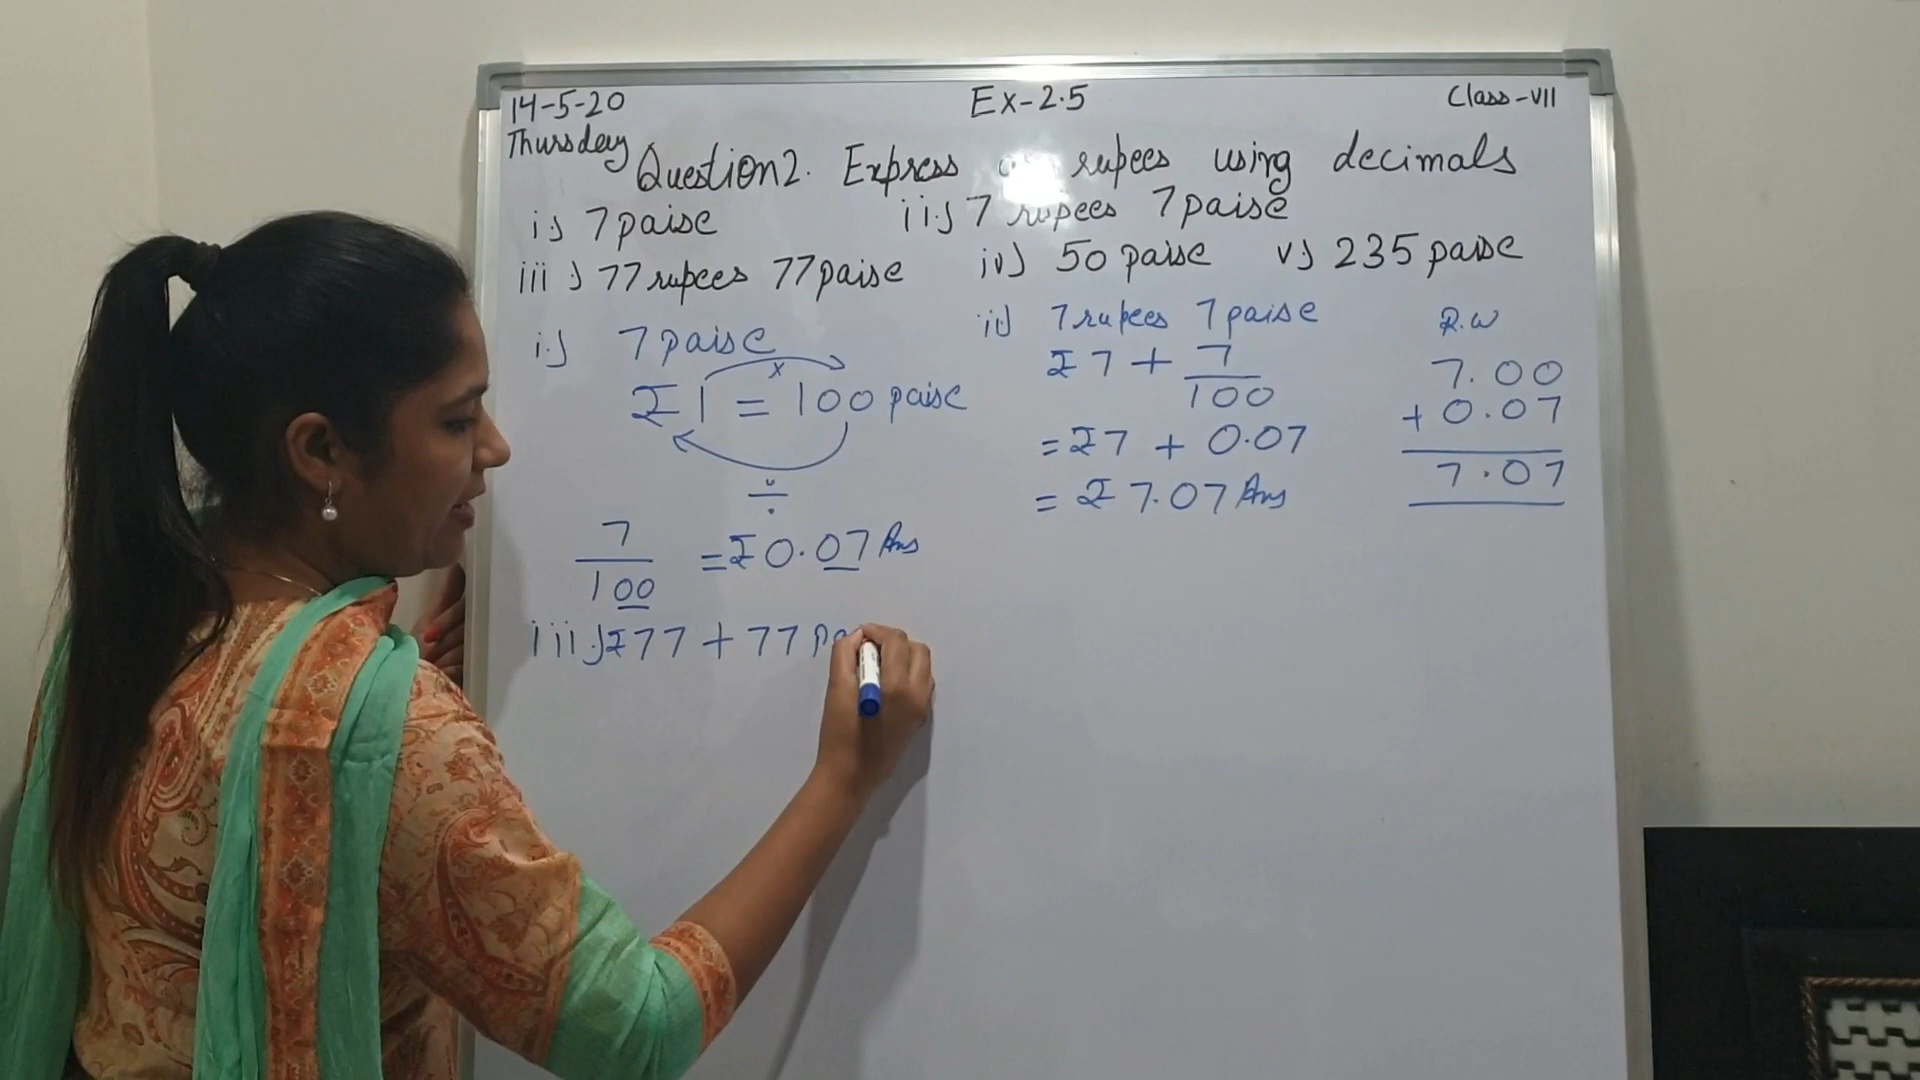 14-5-20 Ex-2.5 Class-VII
Thursday
Question2. Express rupees using decimals
i.) 7 paise ii.) 7 rupees 7 paise
iii.) 77 rupees 77 paise iv) 50 paise v) 235 paise
i.) 7 paise
₹1 = 100 paise
×
÷
7/100 = ₹0.07 Ans
ii) 7 rupees 7 paise
₹7 + 7/100
= ₹7 + 0.07
= ₹7.07 Ans
R.W
7.00
+ 0.07
7.07
iii.) ₹77 + 77 pa